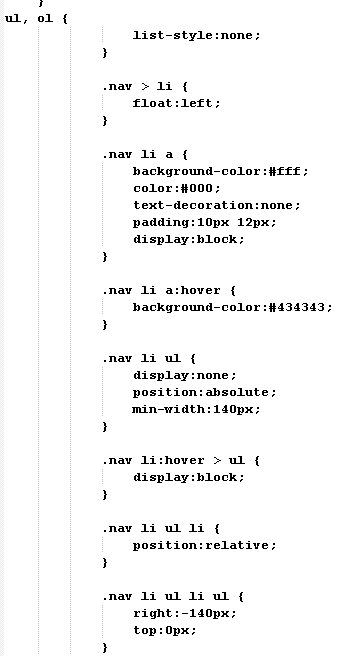 }
ul, ol {
list-style:none;
}
.nav > li {
float:left;
}
.nav li a {
background-color:#fff;
color:#000;
text-decoration:none;
padding:10px 12px;
display:block;
}
.nav li a:hover {
background-color:#434343;
}
.nav li ul {
display:none;
position:absolute;
min-width:140px;
}
.nav li:hover > ul {
display:block;
}
.nav li ul li {
position:relative;
}
.nav li ul li ul {
right:-140px;
top:0px;
}